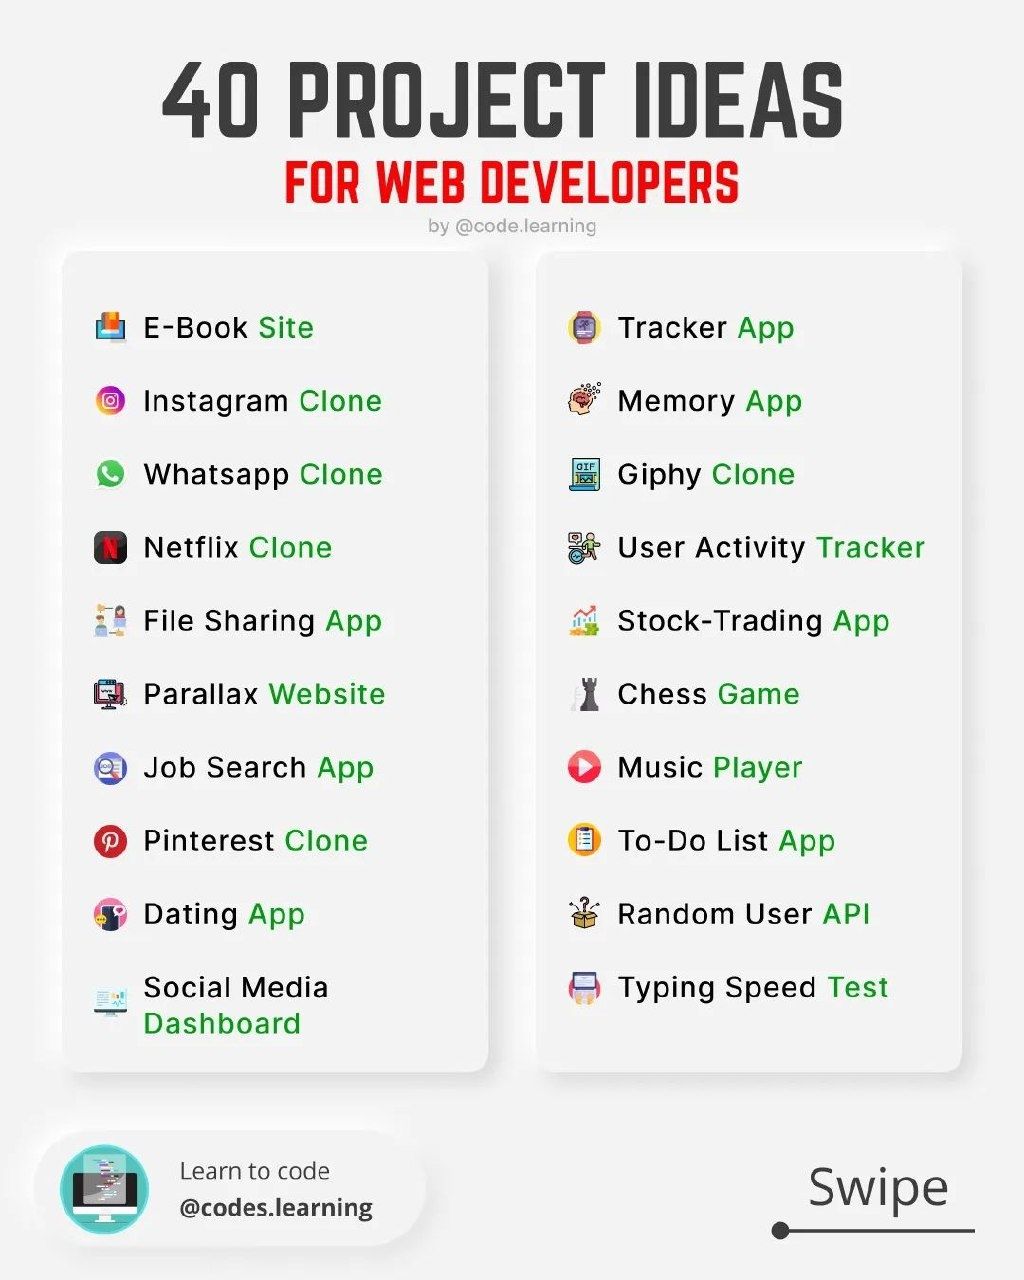 40 PROJECT IDEAS
FOR WEB DEVELOPERS
by @code.learning
E-Book Site
Instagram Clone
Whatsapp Clone
Netflix Clone
File Sharing App
Parallax Website
Job Search App
Pinterest Clone
Dating App
Social Media
Dashboard
Tracker App
Memory App
GIF
Giphy Clone
User Activity Tracker
Stock-Trading App
Chess Game
Music Player
To-Do List App
Random User API
Typing Speed Test
Learn to code
@codes.learning
Swipe